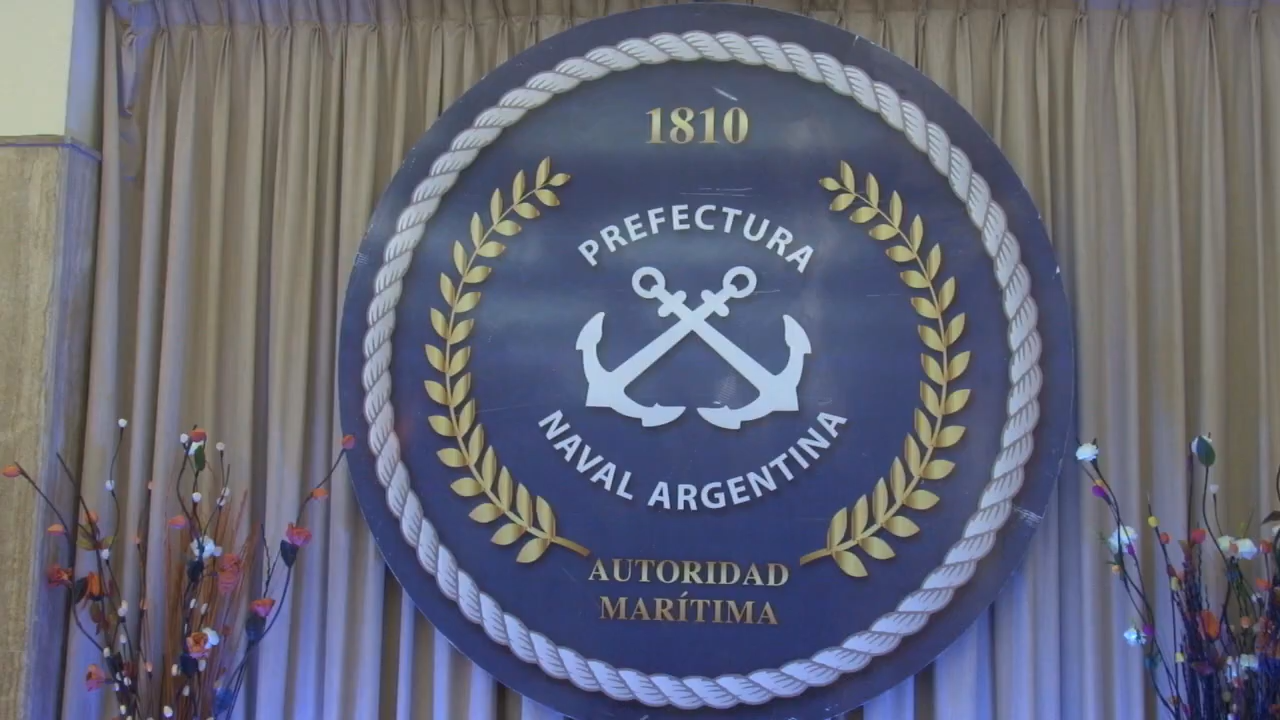 1810
PREFECTURA
NAVAL ARGENTINA
AUTORIDAD
MARÍTIMA